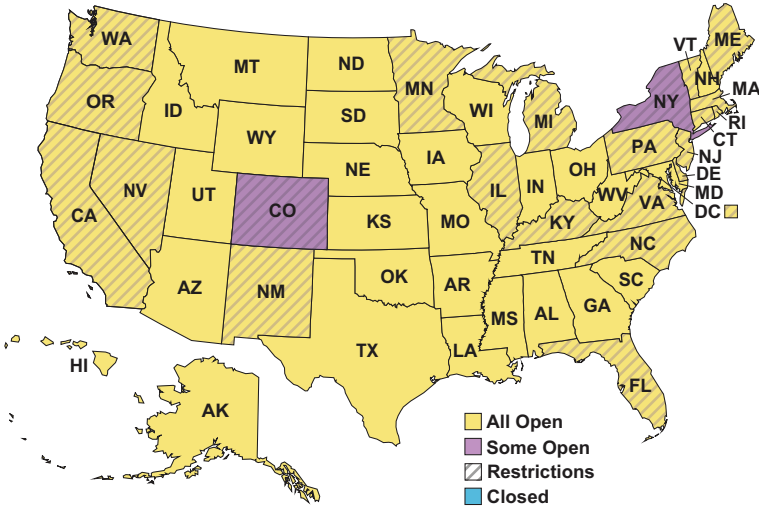 WA
MT
ND
MN
VT
ME
NH
MA
OR
ID
SD
WI
MI
NY
RI
CT
WY
IA
PA
NJ
NE
OH
DE
NV
UT
IL
IN
WV
MD
CA
CO
KS
MO
KY
VA
DC
NC
TN
AZ
NM
OK
AR
SC
MS
AL
GA
TX
LA
HI
FL
AK
All Open
Some Open
Restrictions
Closed